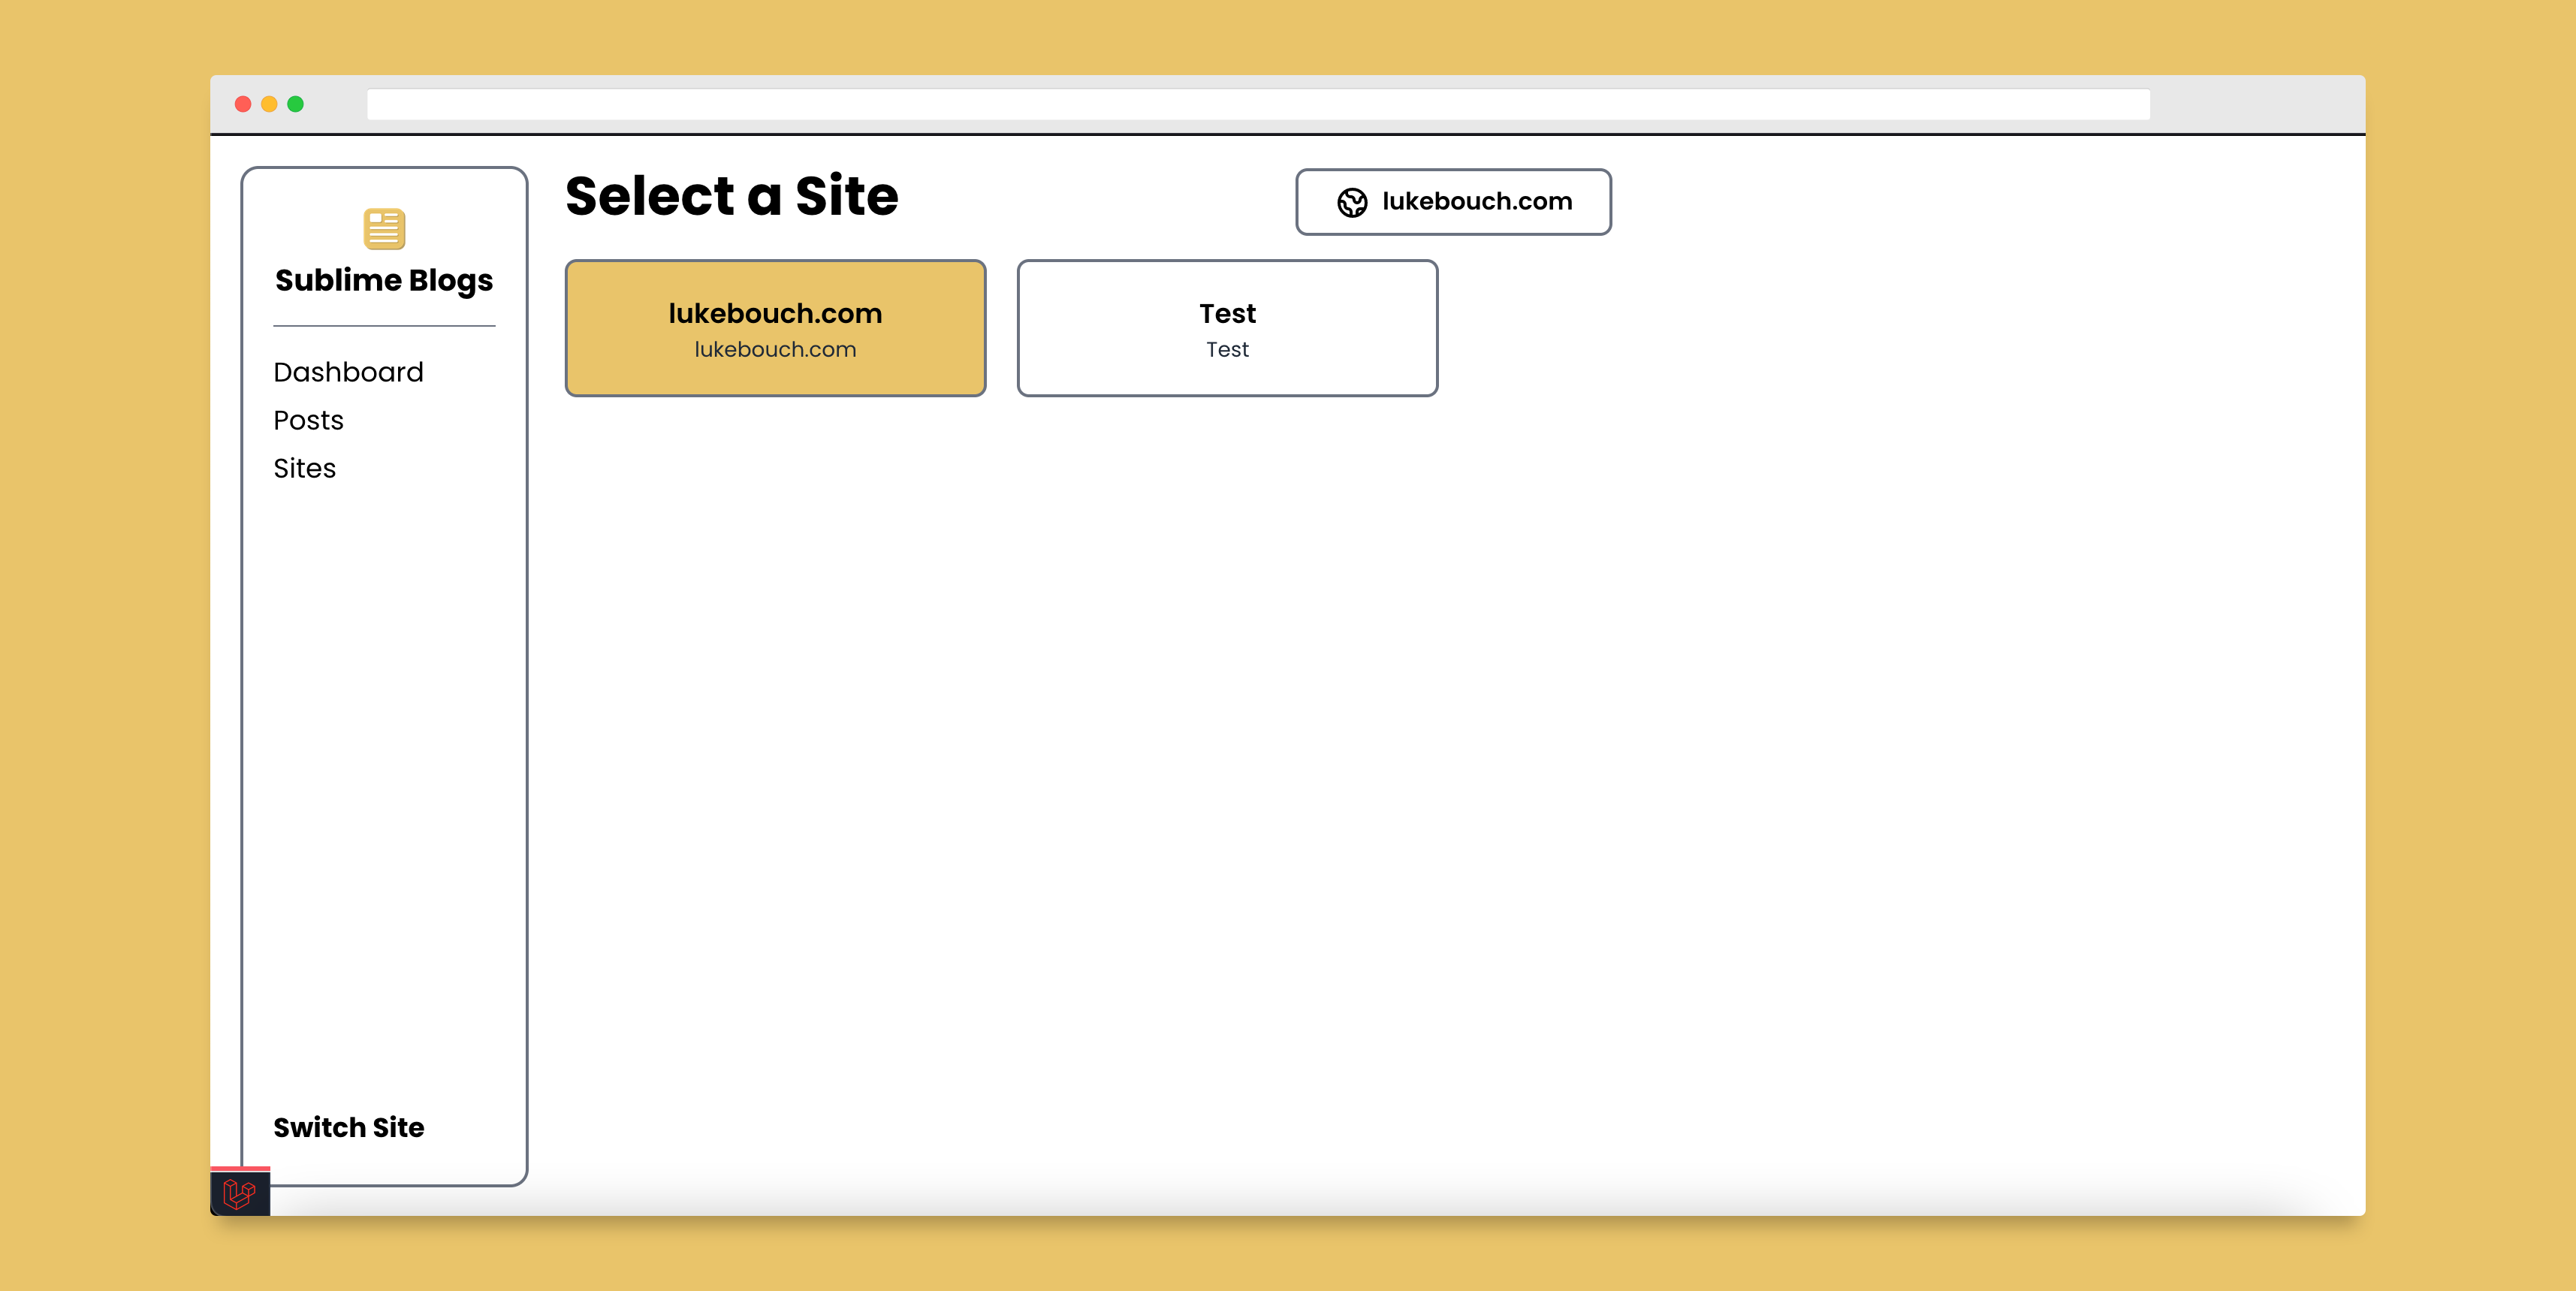 Sublime Blogs
Dashboard
Posts
Sites
Switch Site
Select a Site
lukebouch.com
lukebouch.com
lukebouch.com
Test
Test